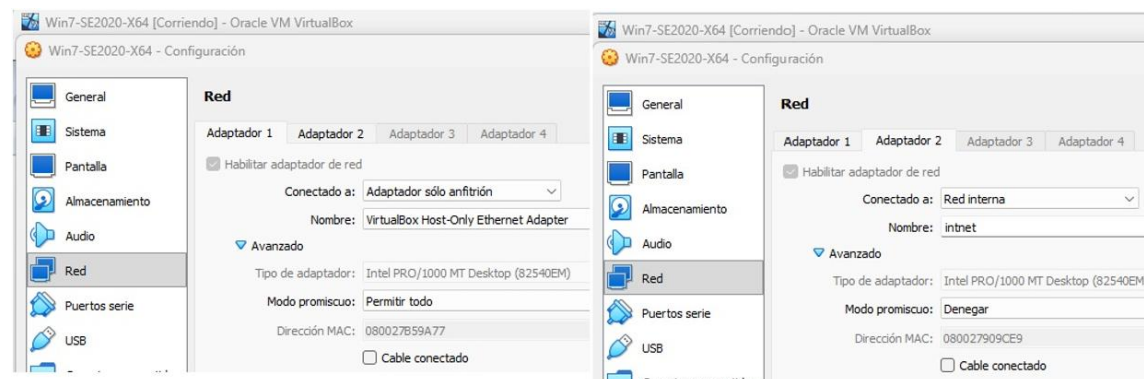 Win7-SE2020-X64 [Corriendo] - Oracle VM VirtualBox
Win7-SE2020-X64 - Configuración
General
Sistema
Pantalla
Almacenamiento
Audio
Red
Puertos serie
USB
Red
Adaptador 1 Adaptador 2 Adaptador 3 Adaptador 4
Habilitar adaptador de red
Conectado a: Adaptador sólo anfitrión
Nombre: VirtualBox Host-Only Ethernet Adapter
Avanzado
Tipo de adaptador: Intel PRO/1000 MT Desktop (82540EM)
Modo promiscuo: Permitir todo
Dirección MAC: 080027B59A77
Cable conectado
Win7-SE2020-X64 [Corriendo] - Oracle VM VirtualBox
Win7-SE2020-X64 - Configuración
General
Sistema
Pantalla
Almacenamiento
Audio
Red
Puertos serie
USB
Red
Adaptador 1 Adaptador 2 Adaptador 3 Adaptador 4
Habilitar adaptador de red
Conectado a: Red interna
Nombre: intnet
Avanzado
Tipo de adaptador: Intel PRO/1000 MT Desktop (82540EM
Modo promiscuo: Denegar
Dirección MAC: 080027909CE9
Cable conectado